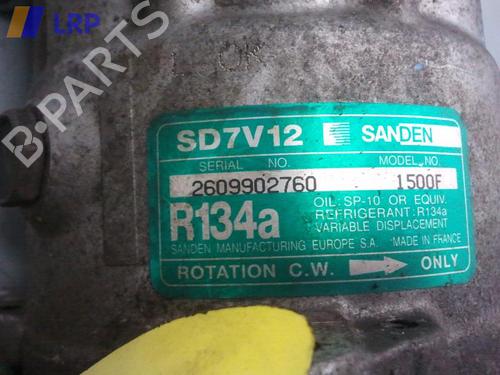 LRP
B-PARTS
OK
SD7V12 SANDEN
SERIAL NO. MODEL NO.
2609902760 1500F
R134a
OIL: SP-10 OR EQUIV.
REFRIGERANT: R134a
VARIABLE DISPLACEMENT
SANDEN MANUFACTURING EUROPE S.A. MADE IN FRANCE
ROTATION C.W. ONLY